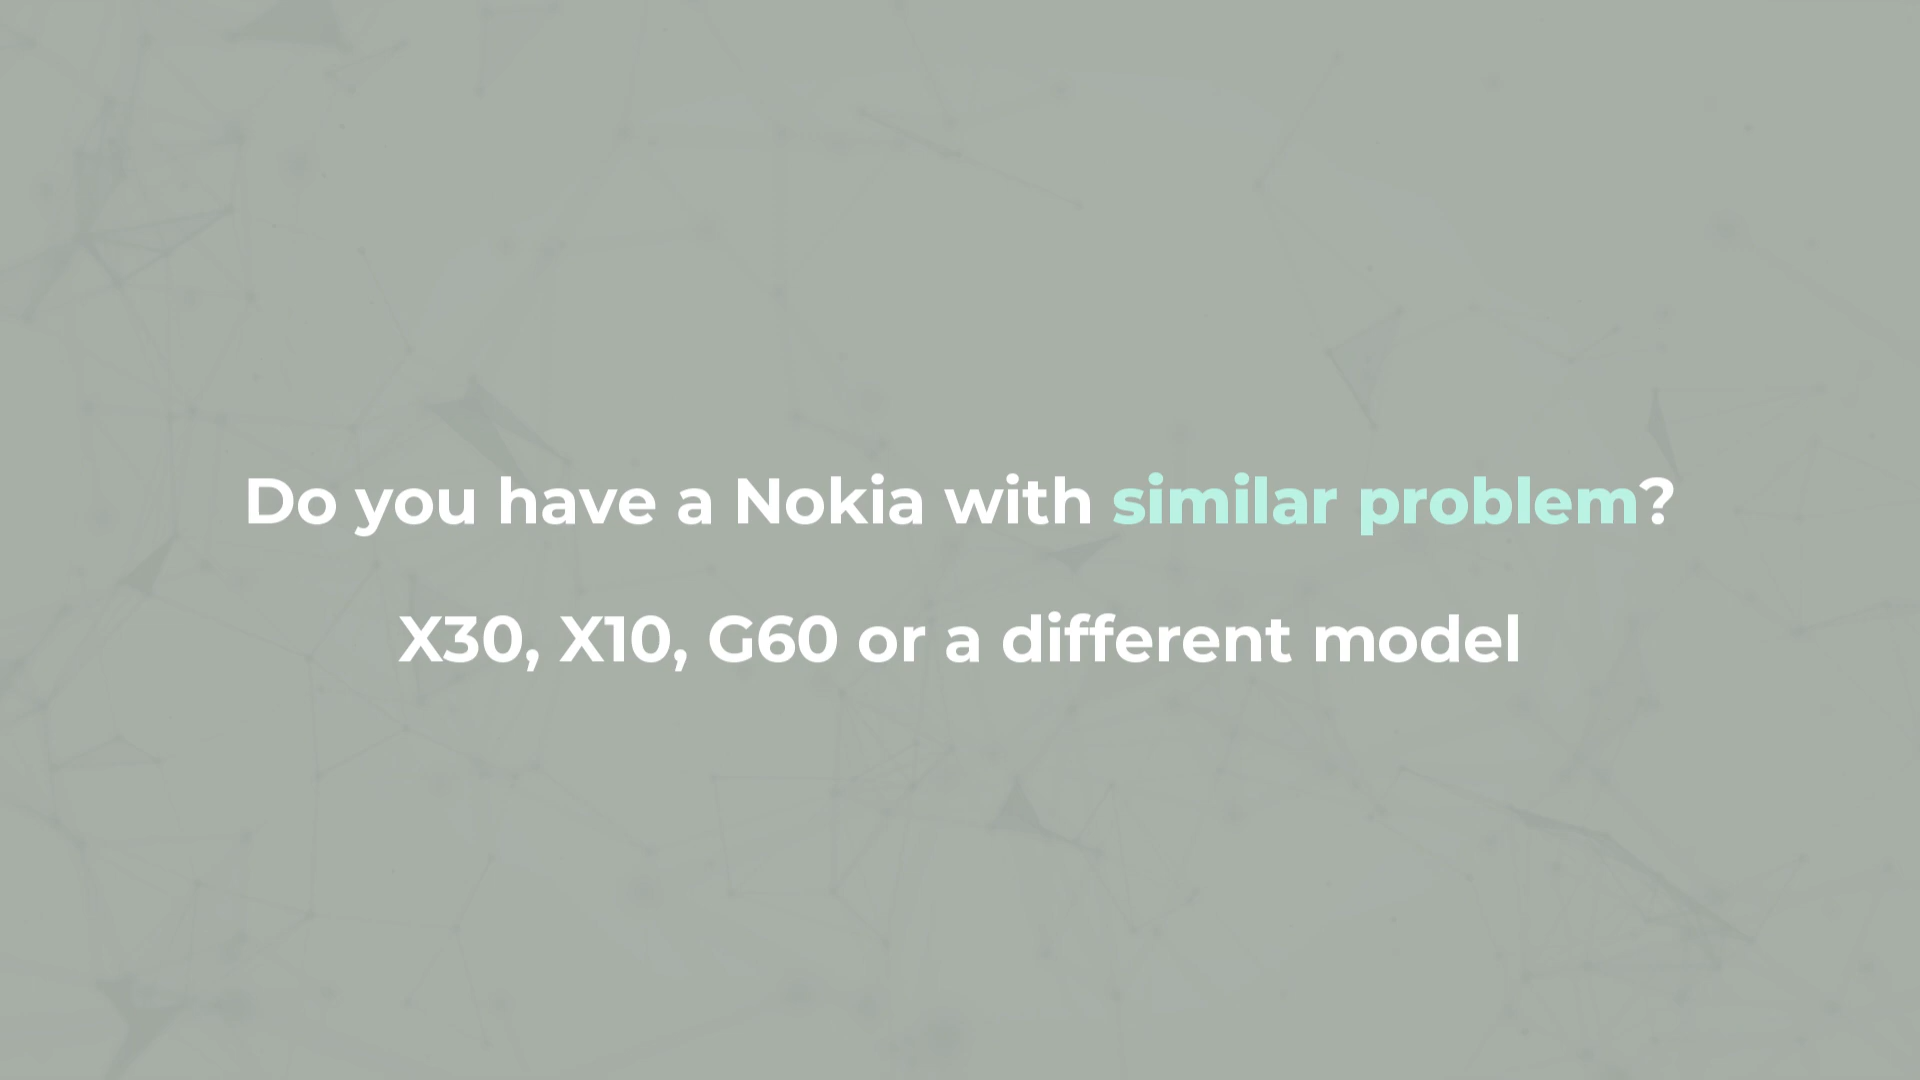 Do you have a Nokia with similar problem?
X30, X10, G60 or a different model